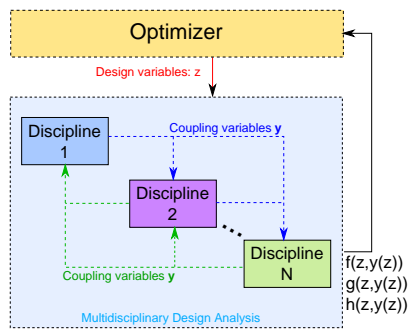 Optimizer
Design variables: z
Discipline
1
Coupling variables y
Discipline
2
Discipline
N
Coupling variables y
f(z,y(z))
g(z,y(z))
h(z,y(z))
Multidisciplinary Design Analysis